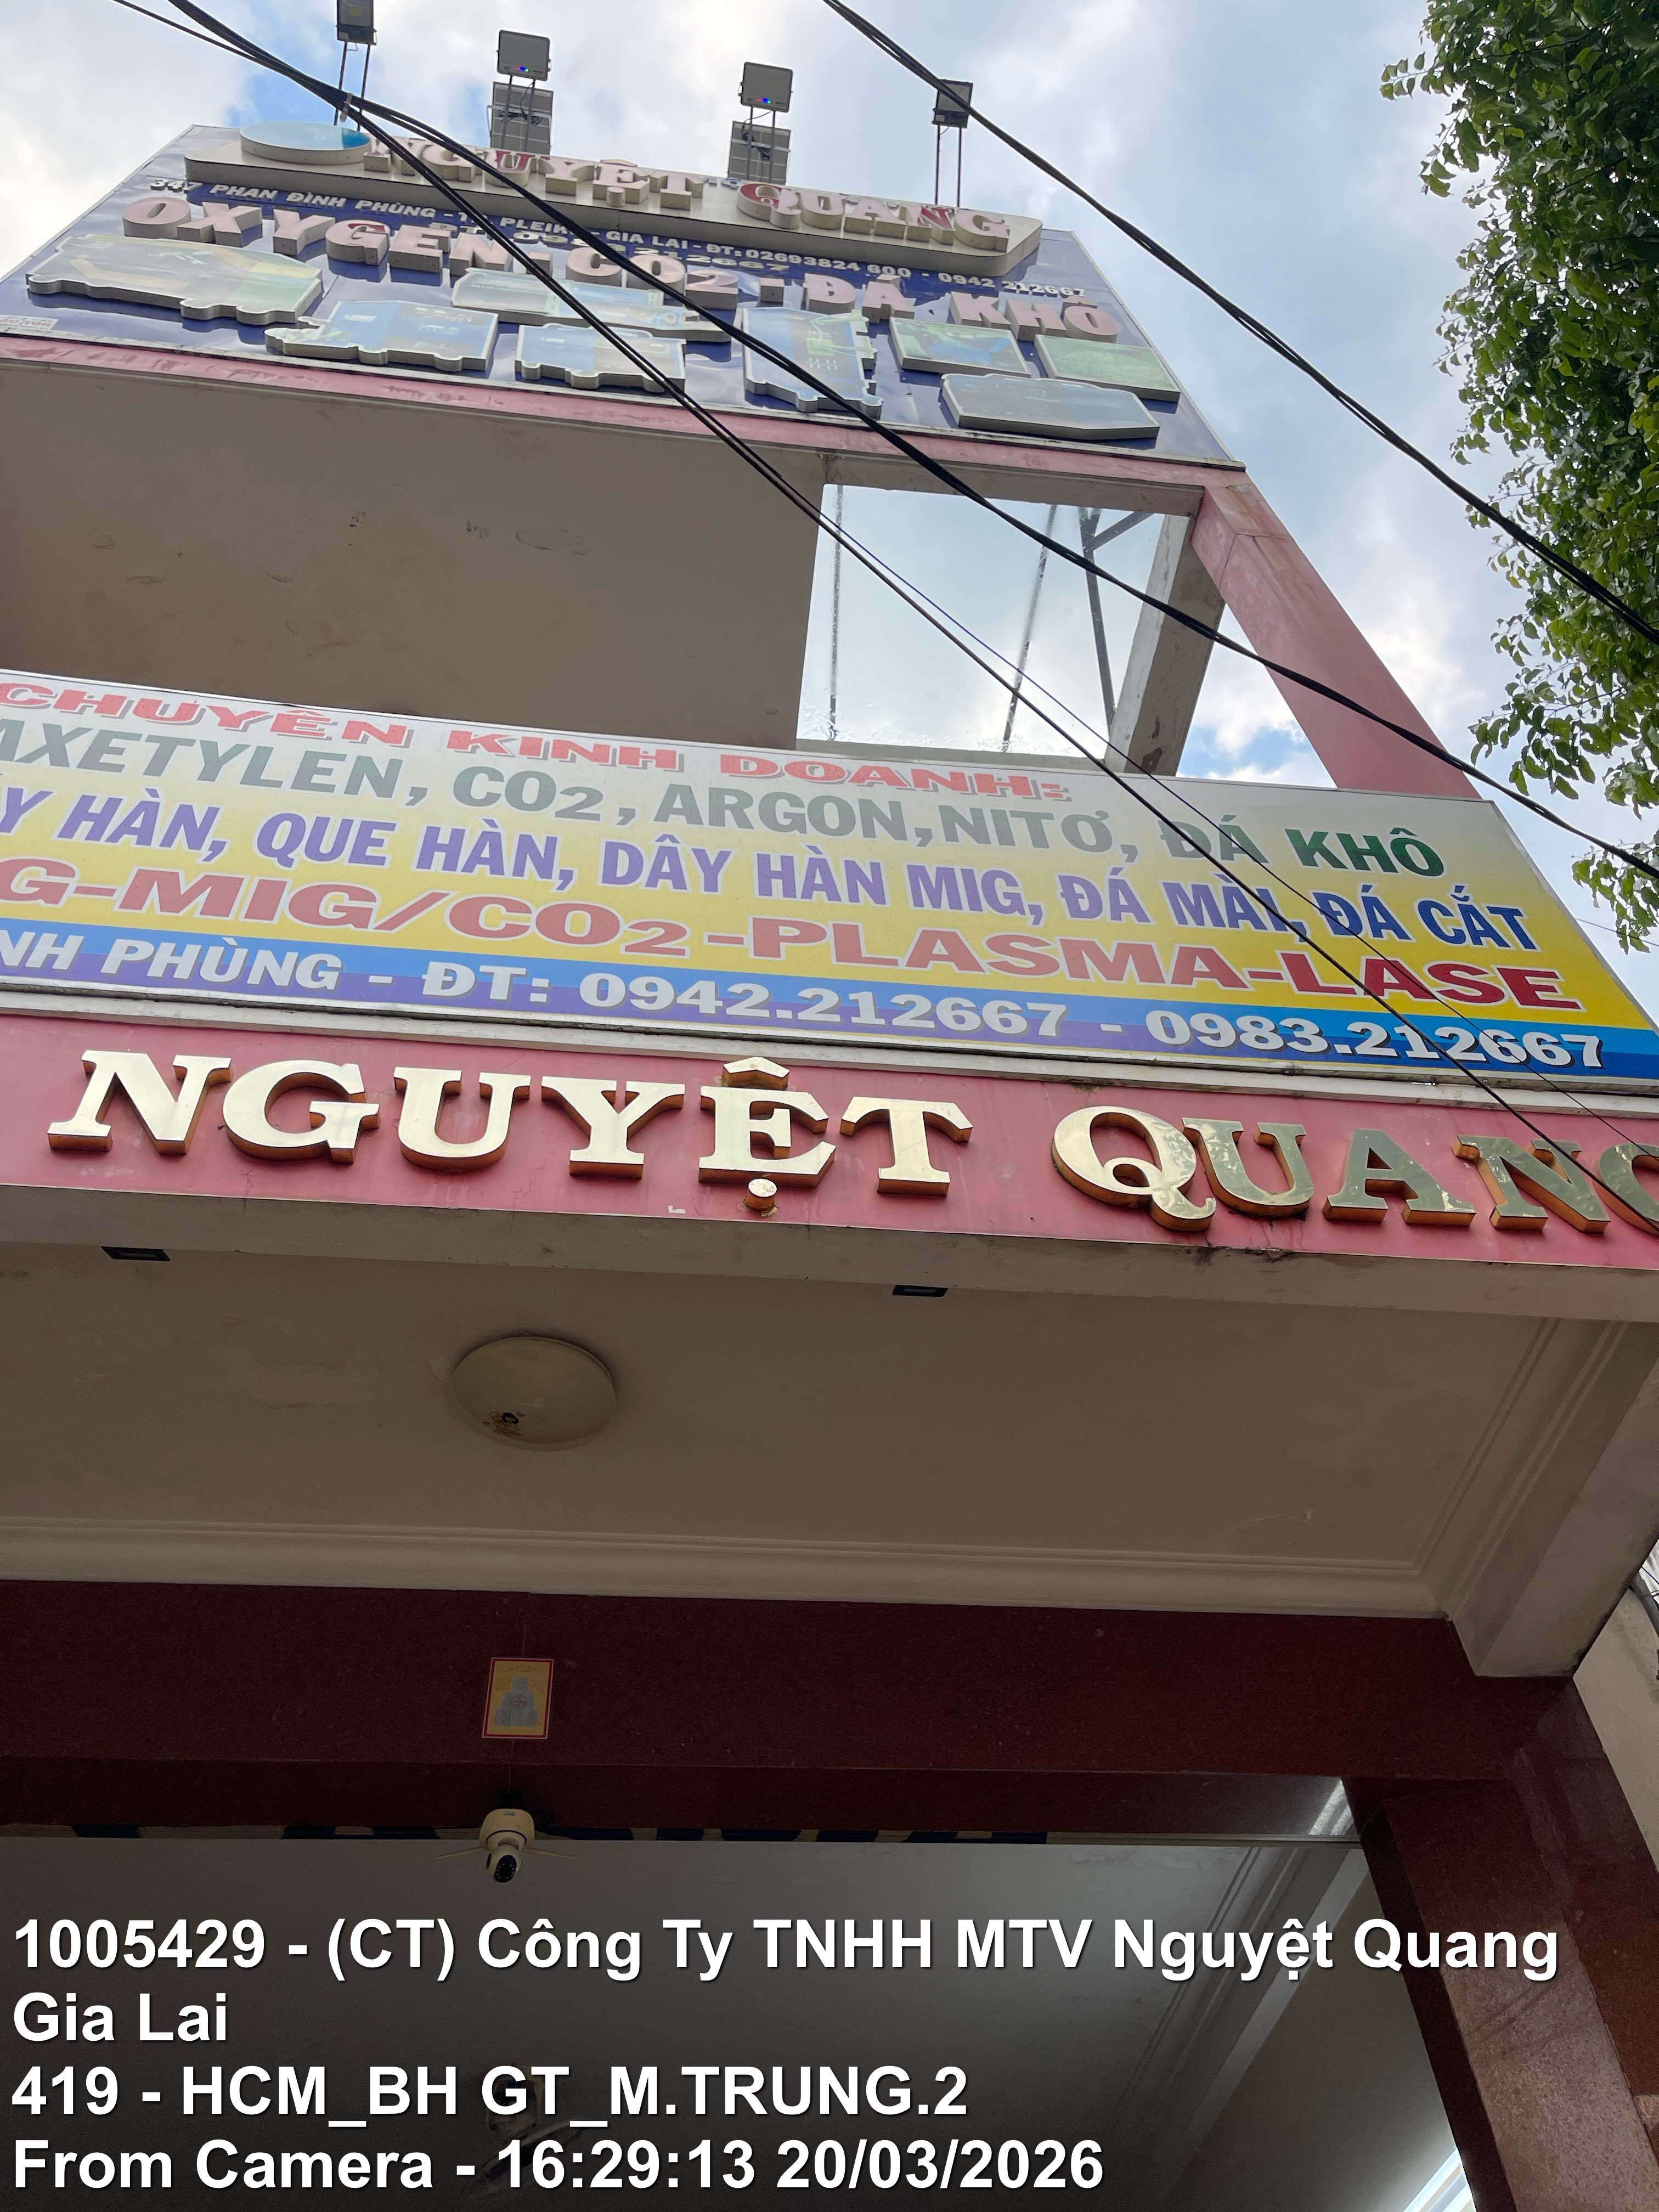 NGUYỆT QUANG
347 PHAN ĐÌNH PHÙNG - PLEIKU - GIA LAI - ĐT: 02693824 600 - 0942 212667
OXYGEN - CO2 - ĐÁ KHÔ
CHUYÊN KINH DOANH:
AXETYLEN, CO2, ARGON, NITƠ, ĐÁ KHÔ
Y HÀN, QUE HÀN, DÂY HÀN MIG, ĐÁ MÀI, ĐÁ CẮT
G-MIG/CO2-PLASMA-LASE
NH PHÙNG - ĐT: 0942.212667 - 0983.212667
NGUYỆT QUANG
1005429 - (CT) Công Ty TNHH MTV Nguyệt Quang
Gia Lai
419 - HCM_BH GT_M.TRUNG.2
From Camera - 16:29:13 20/03/2026